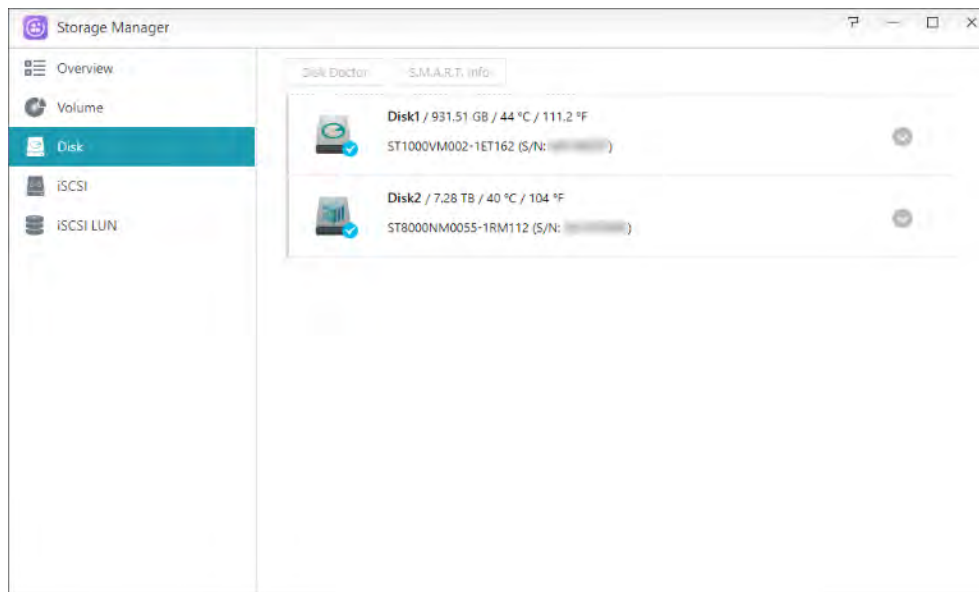 Storage Manager
Overview
Volume
Disk
iSCSI
iSCSI LUN
Disk Doctor
S.M.A.R.T. Info
Disk1 / 931.51 GB / 44 °C / 111.2 °F
ST1000VM002-1ET162 (S/N: )
Disk2 / 7.28 TB / 40 °C / 104 °F
ST8000NM0055-1RM112 (S/N: )